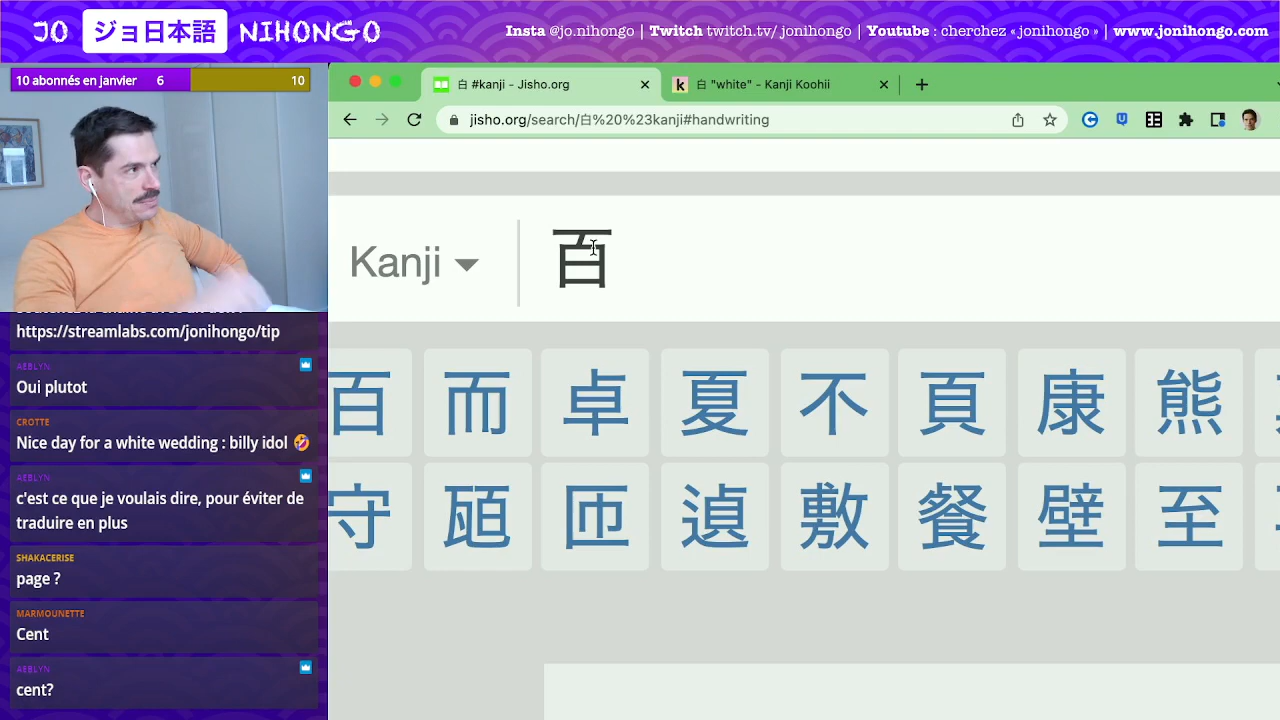 JO ジョ日本語 NIHONGO
Insta @jo.nihongo | Twitch twitch.tv/ jonihongo | Youtube : cherchez « jonihongo » | www.jonihongo.com
10 abonnés en janvier 6 10
白 #kanji - Jisho.org
白 "white" - Kanji Koohii
jisho.org/search/白%20%23kanji#handwriting
Kanji 百
百 而 卓 夏 不 頁 康 熊
守 匝 遉 敷 餐 壁 至
https://streamlabs.com/jonihongo/tip
AEBLYN
Oui plutot
CROTTE
Nice day for a white wedding : billy idol 🤣
AEBLYN
c'est ce que je voulais dire, pour éviter de
traduire en plus
SHAKACERISE
page ?
MARMOUNETTE
Cent
AEBLYN
cent?